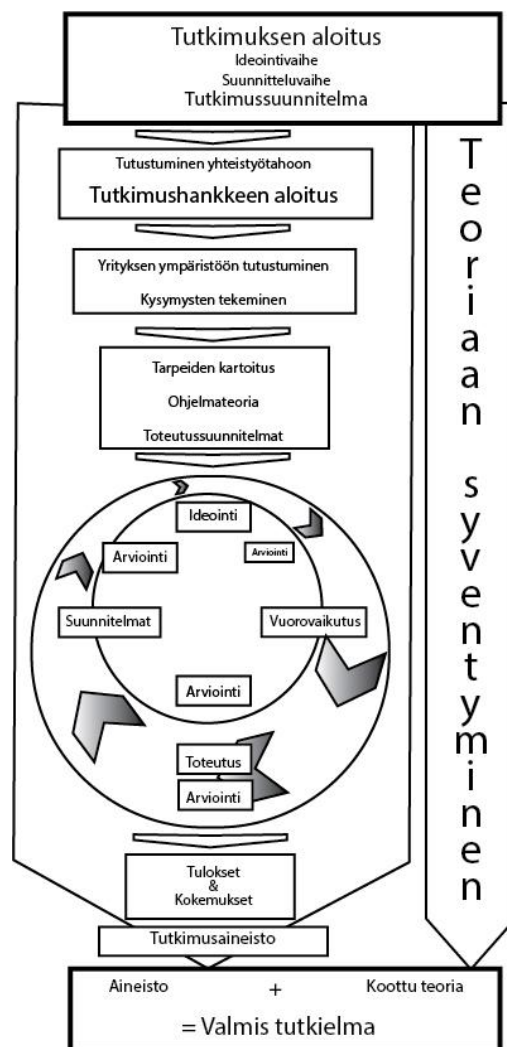 Tutkimuksen aloitus
Ideointivaihe
Suunnitteluvaihe
Tutkimussuunnitelma
Tutustuminen yhteistyötahoon
Tutkimushankkeen aloitus
Yrityksen ympäristöön tutustuminen
Kysymysten tekeminen
Tarpeiden kartoitus
Ohjelmateoria
Toteutussuunnitelmat
Ideointi
Arviointi
Arviointi
Suunnitelmat
Vuorovaikutus
Arviointi
Toteutus
Arviointi
Tulokset
&
Kokemukset
Tutkimusaineisto
Teoriaan syventyminen
Aineisto + Koottu teoria
= Valmis tutkielma